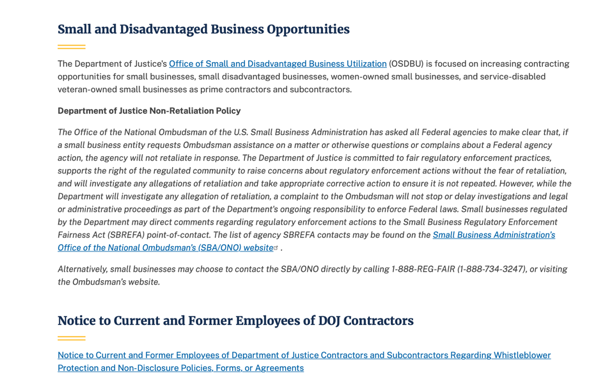 Small and Disadvantaged Business Opportunities
The Department of Justice's Office of Small and Disadvantaged Business Utilization (OSDBU) is focused on increasing contracting
opportunities for small businesses, small disadvantaged businesses, women-owned small businesses, and service-disabled
veteran-owned small businesses as prime contractors and subcontractors.
Department of Justice Non-Retaliation Policy
The Office of the National Ombudsman of the U.S. Small Business Administration has asked all Federal agencies to make clear that, if
a small business entity requests Ombudsman assistance on a matter or otherwise questions or complains about a Federal agency
action, the agency will not retaliate in response. The Department of Justice is committed to fair regulatory enforcement practices,
supports the right of the regulated community to raise concerns about regulatory enforcement actions without the fear of retaliation,
and will investigate any allegations of retaliation and take appropriate corrective action to ensure it is not repeated. However, while the
Department will investigate any allegation of retaliation, a complaint to the Ombudsman will not stop or delay investigations and legal
or administrative proceedings as part of the Department's ongoing responsibility to enforce Federal laws. Small businesses regulated
by the Department may direct comments regarding regulatory enforcement actions to the Small Business Regulatory Enforcement
Fairness Act (SBREFA) point-of-contact. The list of agency SBREFA contacts may be found on the Small Business Administration's
Office of the National Ombudsman's (SBA/ONO) website .
Alternatively, small businesses may choose to contact the SBA/ONO directly by calling 1-888-REG-FAIR (1-888-734-3247), or visiting
the Ombudsman's website.
Notice to Current and Former Employees of DOJ Contractors
Notice to Current and Former Employees of Department of Justice Contractors and Subcontractors Regarding Whistleblower
Protection and Non-Disclosure Policies, Forms, or Agreements